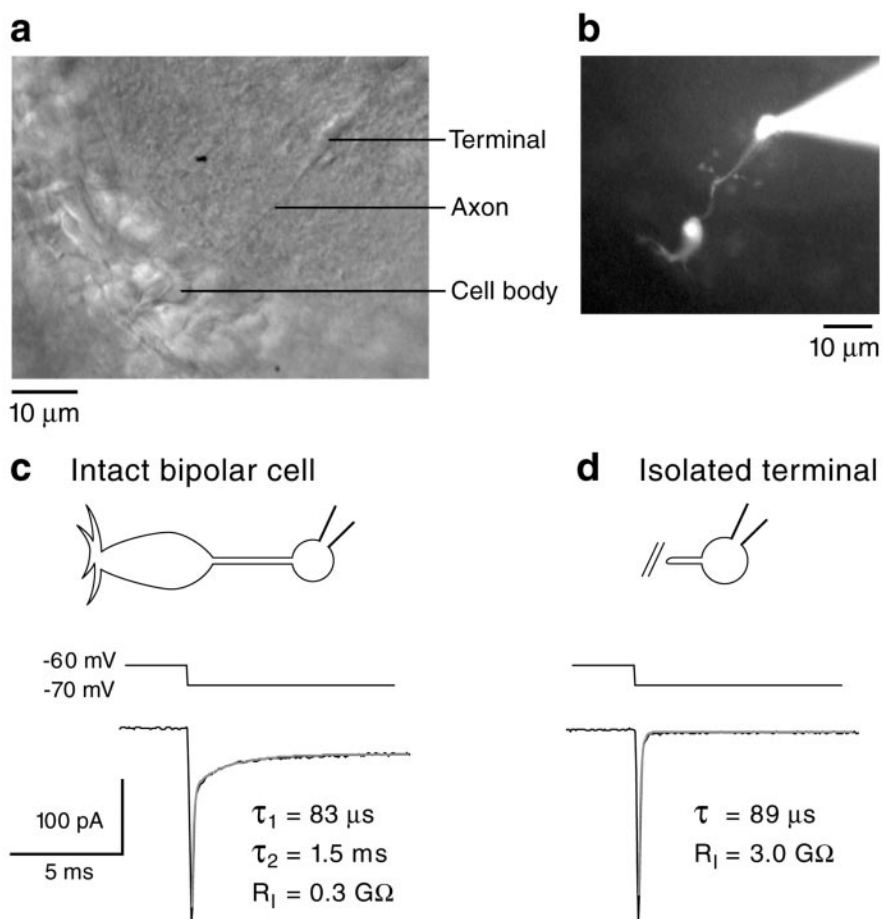 a
b
Terminal
Axon
Cell body
10 μm
10 μm
c Intact bipolar cell
d Isolated terminal
-60 mV
-70 mV
100 pA
5 ms
τ1 = 83 μs
τ2 = 1.5 ms
RI = 0.3 GΩ
τ = 89 μs
RI = 3.0 GΩ